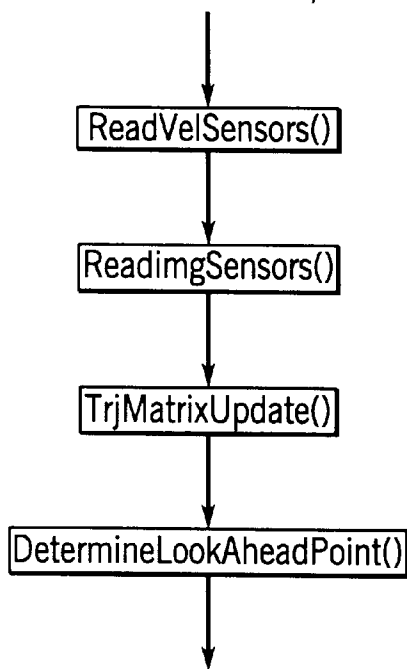 ReadVelSensors()
ReadimgSensors()
TrjMatrixUpdate()
DetermineLookAheadPoint()